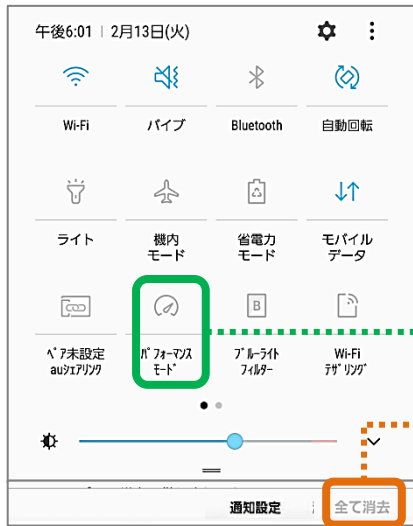 午後6:01 | 2月13日(火)
Wi-Fi
バイブ
Bluetooth
自動回転
ライト
機内
モード
省電力
モード
モバイル
データ
ペア未設定
auシェアリンク
パフォーマンス
モード
B
ブルーライト
フィルター
Wi-Fi
テザリング
通知設定
全て消去